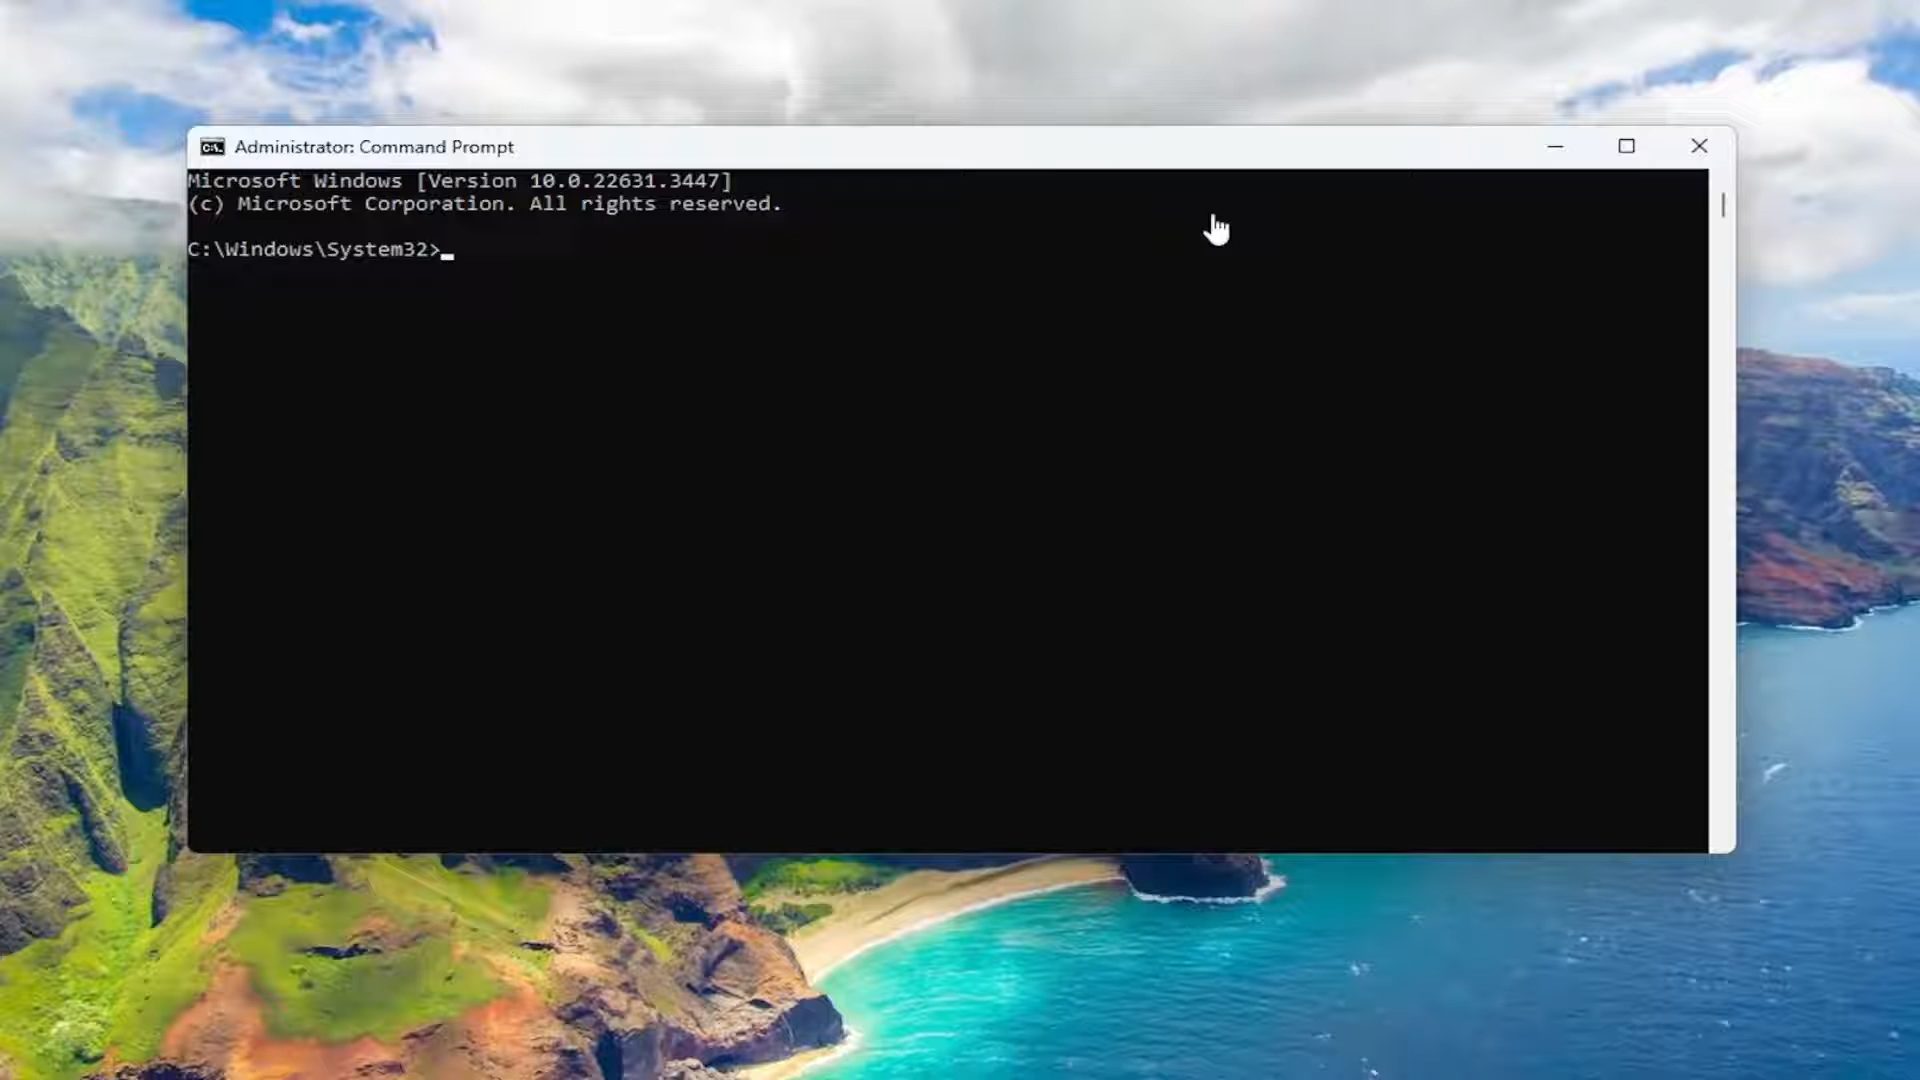 Administrator: Command Prompt
Microsoft Windows [Version 10.0.22631.3447]
(c) Microsoft Corporation. All rights reserved.
C:\Windows\System32>